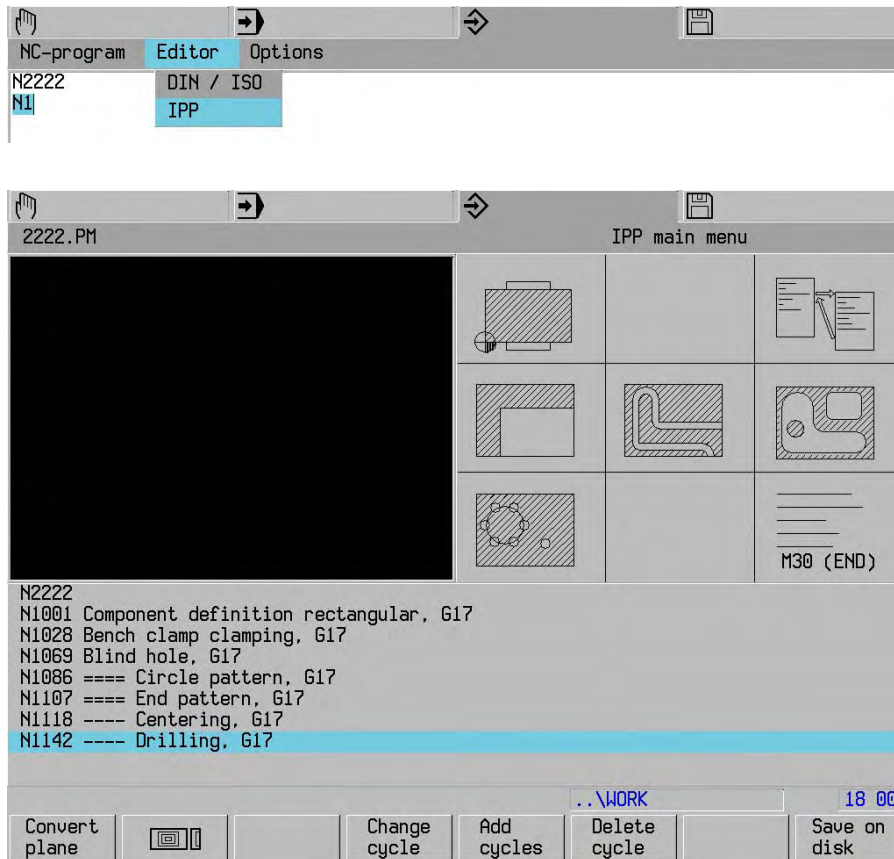 NC-program Editor Options
N2222 DIN / ISO
N1 IPP
2222.PM IPP main menu
M30 (END)
N2222
N1001 Component definition rectangular, G17
N1028 Bench clamp clamping, G17
N1069 Blind hole, G17
N1086 ==== Circle pattern, G17
N1107 ==== End pattern, G17
N1118 ---- Centering, G17
N1142 ---- Drilling, G17
..\WORK 18 00
Convert Change Add Delete Save on
plane cycle cycles cycle disk